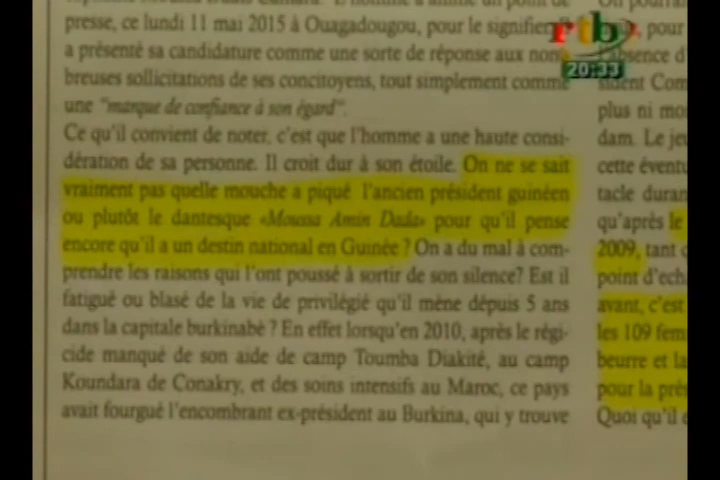 presse, ce lundi 11 mai 2015 à Ouagadougou, pour le signifier.
a présenté sa candidature comme une sorte de réponse aux nom-
breuses sollicitations de ses concitoyens, tout simplement comme
une "marque de confiance à son égard".
Ce qu'il convient de noter, c'est que l'homme a une haute consi-
dération de sa personne. Il croit dur à son étoile. On ne se sait
vraiment pas quelle mouche a piqué l'ancien président guinéen
ou plutôt le dantesque «Moussa Amin Dada» pour qu'il pense
encore qu'il a un destin national en Guinée ? On a du mal à com-
prendre les raisons qui l'ont poussé à sortir de son silence? Est il
fatigué ou blasé de la vie de privilégié qu'il mène dépuis 5 ans
dans la capitale burkinabè ? En effet lorsqu'en 2010, après le régi-
cide manqué de son aide de camp Toumba Diakité, au camp
Koundara de Conakry, et des soins intensifs au Maroc, ce pays
avait fourgué l'encombrant ex-président au Burkina, qui y trouve
pour
absence d'
sident Com
plus ni mo
dam. Le je
cette éventu
tacle duran
qu'après le
2009, tant
point d'ech
avant, c'est
les 109 fem
beurre et la
pour la prés
Quoi qu'il e
rtb
20:33